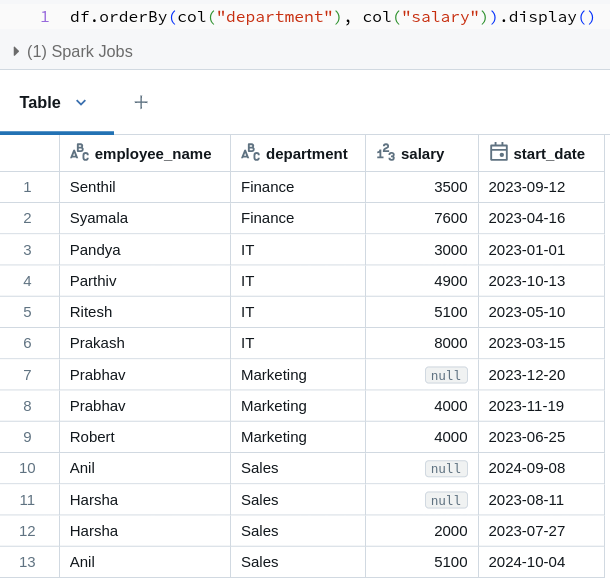 1 df.orderBy(col("department"), col("salary")).display()
(1) Spark Jobs
Table +
employee_name department salary start_date
1 Senthil Finance 3500 2023-09-12
2 Syamala Finance 7600 2023-04-16
3 Pandya IT 3000 2023-01-01
4 Parthiv IT 4900 2023-10-13
5 Ritesh IT 5100 2023-05-10
6 Prakash IT 8000 2023-03-15
7 Prabhav Marketing null 2023-12-20
8 Prabhav Marketing 4000 2023-11-19
9 Robert Marketing 4000 2023-06-25
10 Anil Sales null 2024-09-08
11 Harsha Sales null 2023-08-11
12 Harsha Sales 2000 2023-07-27
13 Anil Sales 5100 2024-10-04